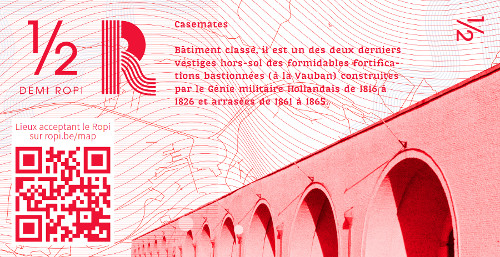 1/2
DEMI ROPI
R
Casemates
Bâtiment classé, il est un des deux derniers
vestiges hors-sol des formidables fortifica-
tions bastionnées (à la Vauban) construites
par le Génie militaire Hollandais de 1816 à
1826 et arrasées de 1861 à 1865.
1/2
Lieux acceptant le Ropi
sur ropi.be/map